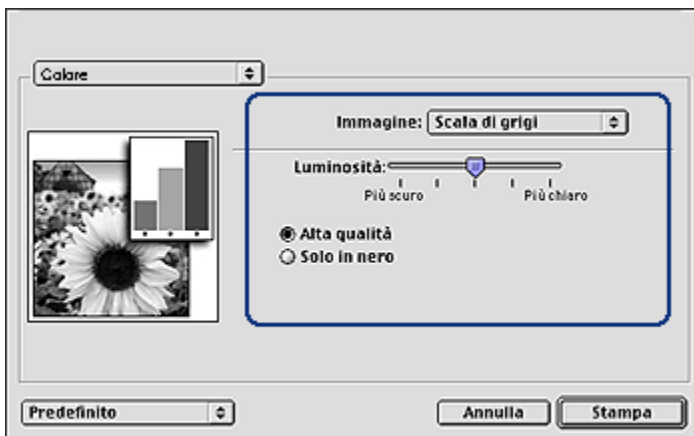 Colore
Immagine: Scala di grigi
Luminosità:
Più scuro Più chiaro
Alta qualità
Solo in nero
Predefinito Annulla Stampa